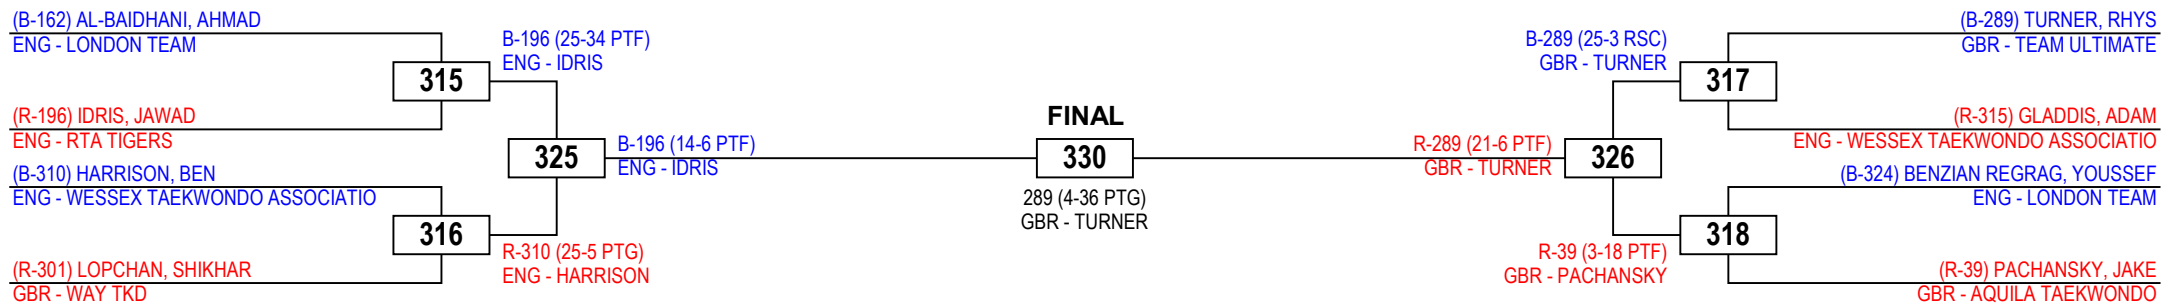 (B-162) AL-BAIDHANI, AHMAD
ENG - LONDON TEAM
315
(R-196) IDRIS, JAWAD
ENG - RTA TIGERS
B-196 (25-34 PTF)
ENG - IDRIS
325
(B-310) HARRISON, BEN
ENG - WESSEX TAEKWONDO ASSOCIATIO
316
(R-301) LOPCHAN, SHIKHAR
GBR - WAY TKD
R-310 (25-5 PTG)
ENG - HARRISON
B-196 (14-6 PTF)
ENG - IDRIS
FINAL
330
289 (4-36 PTG)
GBR - TURNER
R-289 (21-6 PTF)
GBR - TURNER
326
B-289 (25-3 RSC)
GBR - TURNER
317
(B-289) TURNER, RHYS
GBR - TEAM ULTIMATE
(R-315) GLADDIS, ADAM
ENG - WESSEX TAEKWONDO ASSOCIATIO
(B-324) BENZIAN REGRAG, YOUSSEF
ENG - LONDON TEAM
318
R-39 (3-18 PTF)
GBR - PACHANSKY
(R-39) PACHANSKY, JAKE
GBR - AQUILA TAEKWONDO